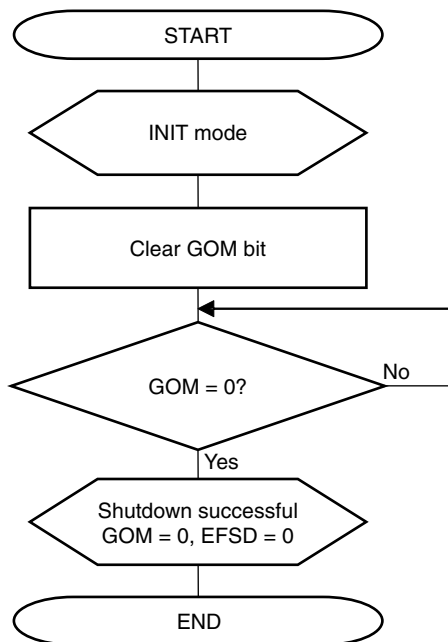 START
INIT mode
Clear GOM bit
GOM = 0?
No
Yes
Shutdown successful
GOM = 0, EFSD = 0
END